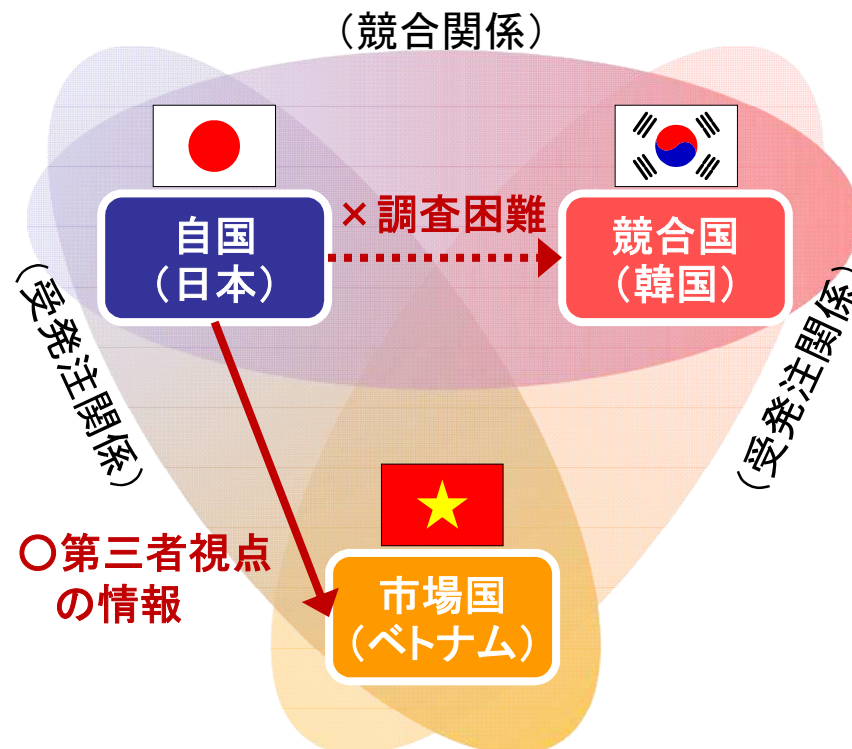 （競合関係）
自国
（日本）
×調査困難
競合国
（韓国）
（受発注関係）
（受発注関係）
〇第三者視点
の情報
市場国
（ベトナム）